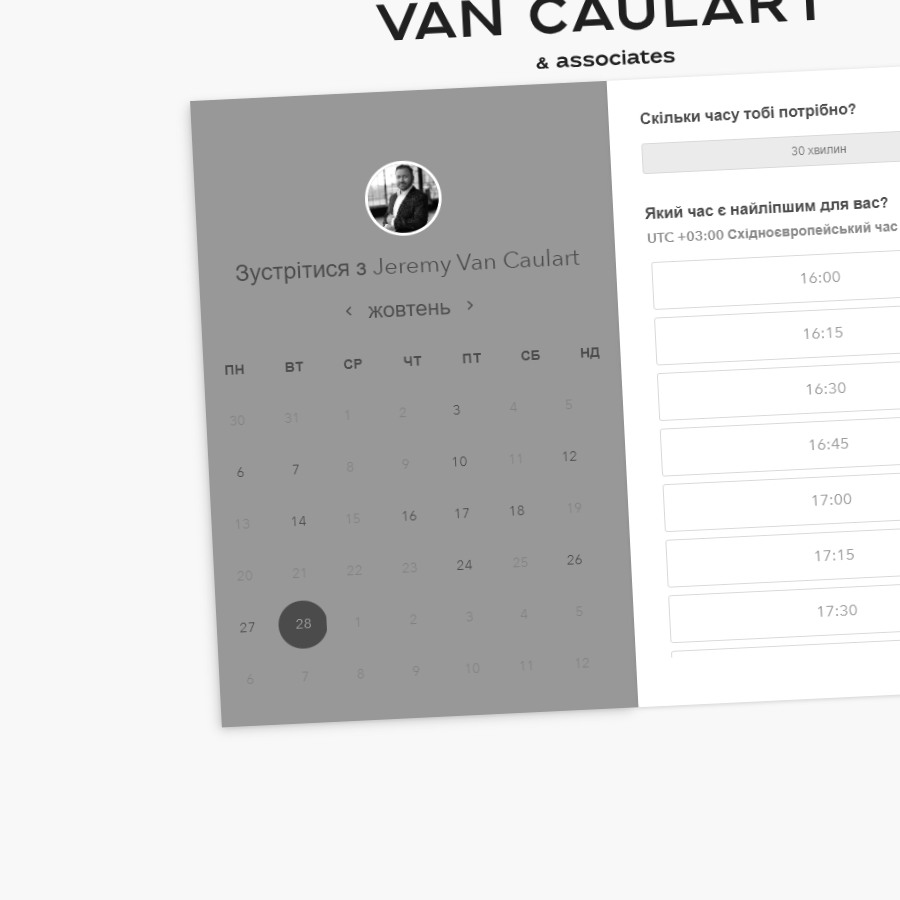 VAN CAULART
& associates
Зустрітися з Jeremy Van Caulart
‹ жовтень ›
ПН ВТ СР ЧТ ПТ СБ НД
30 31 1 2 3 4 5
6 7 8 9 10 11 12
13 14 15 16 17 18 19
20 21 22 23 24 25 26
27 28 1 2 3 4 5
6 7 8 9 10 11 12
Скільки часу тобі потрібно?
30 хвилин
Який час є найліпшим для вас?
UTC +03:00 Східноєвропейський час
16:00
16:15
16:30
16:45
17:00
17:15
17:30